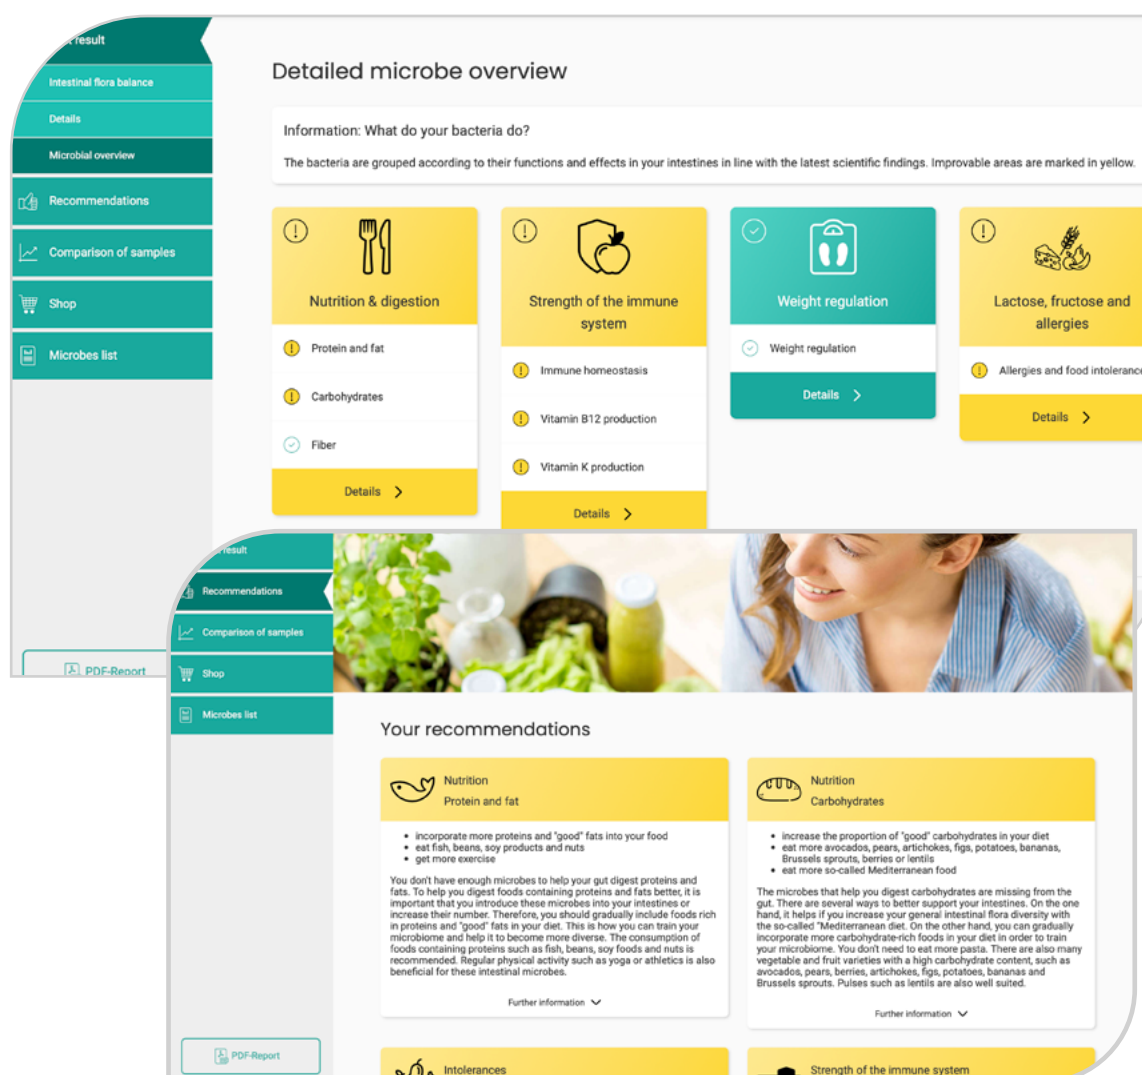 result
Intestinal flora balance
Details
Microbial overview
Recommendations
Comparison of samples
Shop
Microbes list
PDF-Report
Detailed microbe overview
Information: What do your bacteria do?
The bacteria are grouped according to their functions and effects in your intestines in line with the latest scientific findings. Improvable areas are marked in yellow.
Nutrition & digestion
Protein and fat
Carbohydrates
Fiber
Details
Strength of the immune
system
Immune homeostasis
Vitamin B12 production
Vitamin K production
Details
Weight regulation
Weight regulation
Details
Lactose, fructose and
allergies
Allergies and food intolerance
Details
result
Recommendations
Comparison of samples
Shop
Microbes list
PDF-Report
Your recommendations
Nutrition
Protein and fat
• incorporate more proteins and "good" fats into your food
• eat fish, beans, soy products and nuts
• get more exercise
You don't have enough microbes to help your gut digest proteins and
fats. To help you digest foods containing proteins and fats better, it is
important that you introduce these microbes into your intestines or
increase their number. Therefore, you should gradually include foods rich
in proteins and "good" fats in your diet. This is how you can train your
microbiome and help it to become more diverse. The consumption of
foods containing proteins such as fish, beans, soy foods and nuts is
recommended. Regular physical activity such as yoga or athletics is also
beneficial for these intestinal microbes.
Further information
Nutrition
Carbohydrates
• increase the proportion of "good" carbohydrates in your diet
• eat more avocados, pears, artichokes, figs, potatoes, bananas,
Brussels sprouts, berries or lentils
• eat more so-called Mediterranean food
The microbes that help you digest carbohydrates are missing from the
gut. There are several ways to better support your intestines. On the one
hand, it helps if you increase your general intestinal flora diversity with
the so-called "Mediterranean diet. On the other hand, you can gradually
incorporate more carbohydrate-rich foods in your diet in order to train
your microbiome. You don't need to eat more pasta. There are also many
vegetable and fruit varieties with a high carbohydrate content, such as
avocados, pears, berries, artichokes, figs, potatoes, bananas and
Brussels sprouts. Pulses such as lentils are also well suited.
Further information
Intolerances
Strength of the immune system